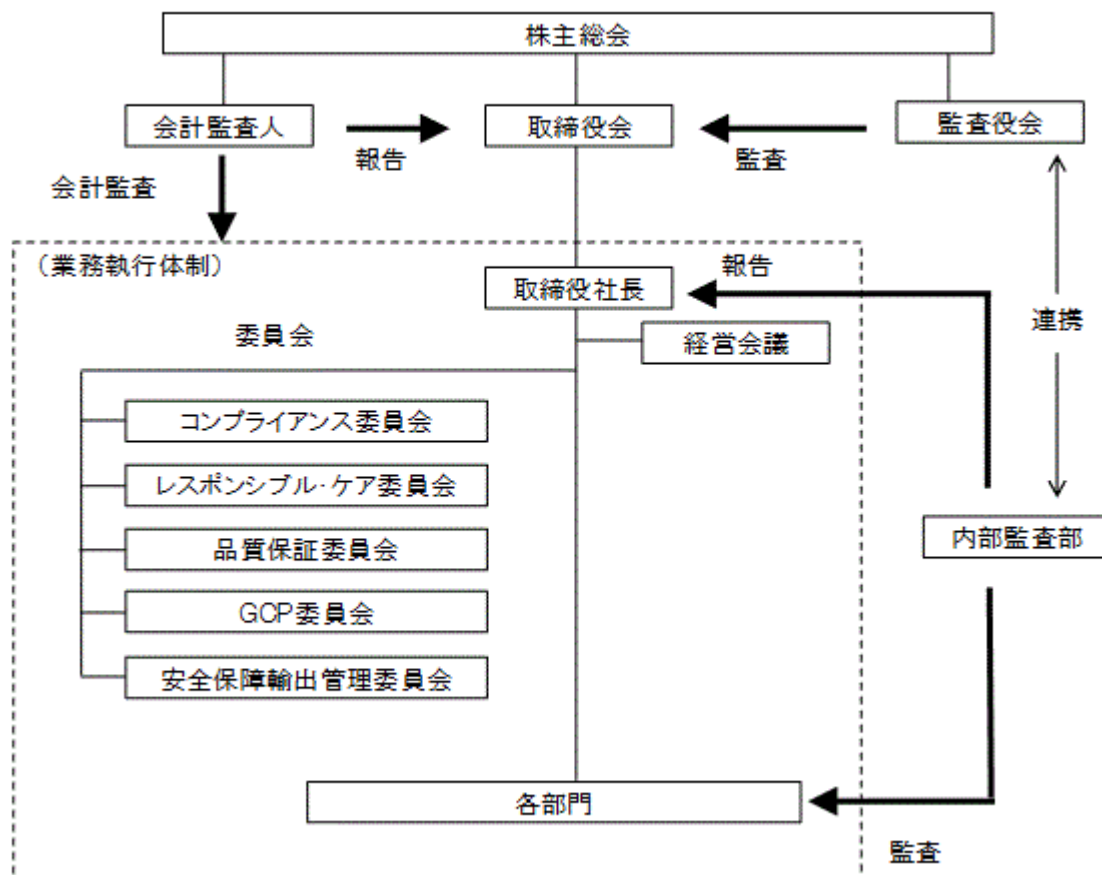 株主総会
会計監査人
取締役会
監査役会
報告
監査
会計監査
（業務執行体制）
報告
取締役社長
連携
委員会
経営会議
コンプライアンス委員会
レスポンシブル・ケア委員会
品質保証委員会
内部監査部
GCP委員会
安全保障輸出管理委員会
各部門
監査